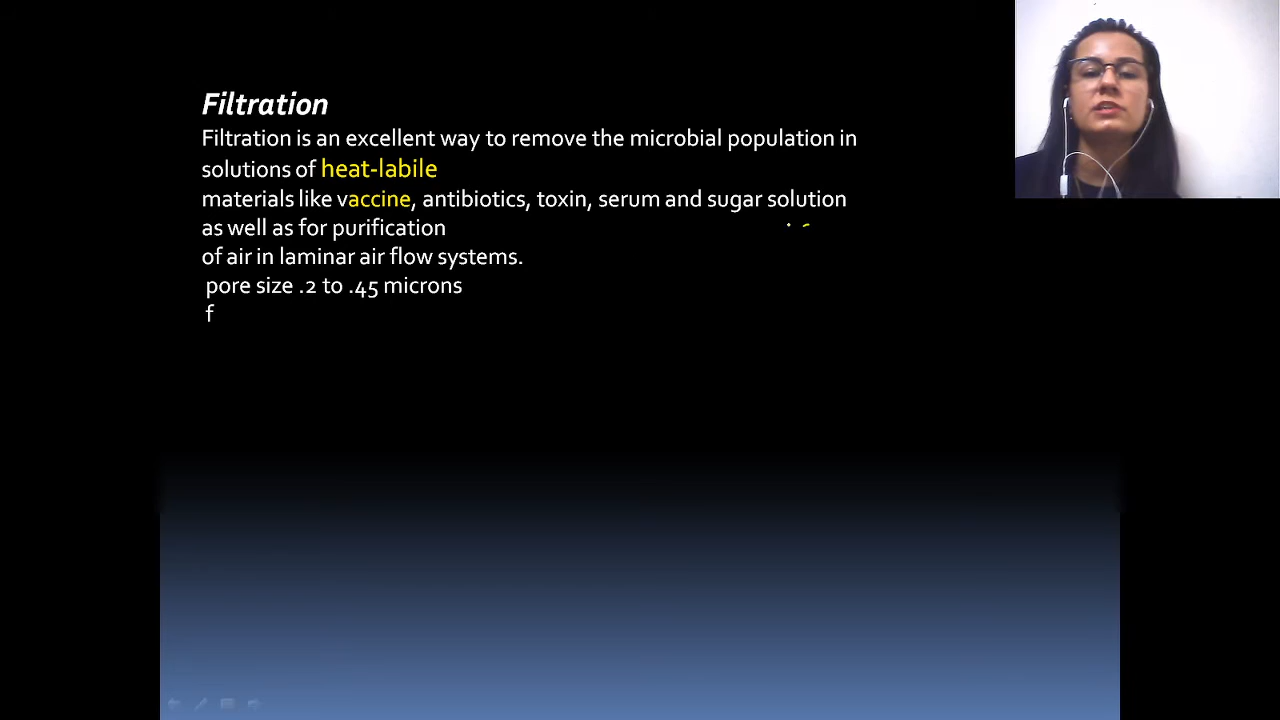 Filtration
Filtration is an excellent way to remove the microbial population in
solutions of heat-labile
materials like vaccine, antibiotics, toxin, serum and sugar solution
as well as for purification
of air in laminar air flow systems.
pore size .2 to .45 microns
f